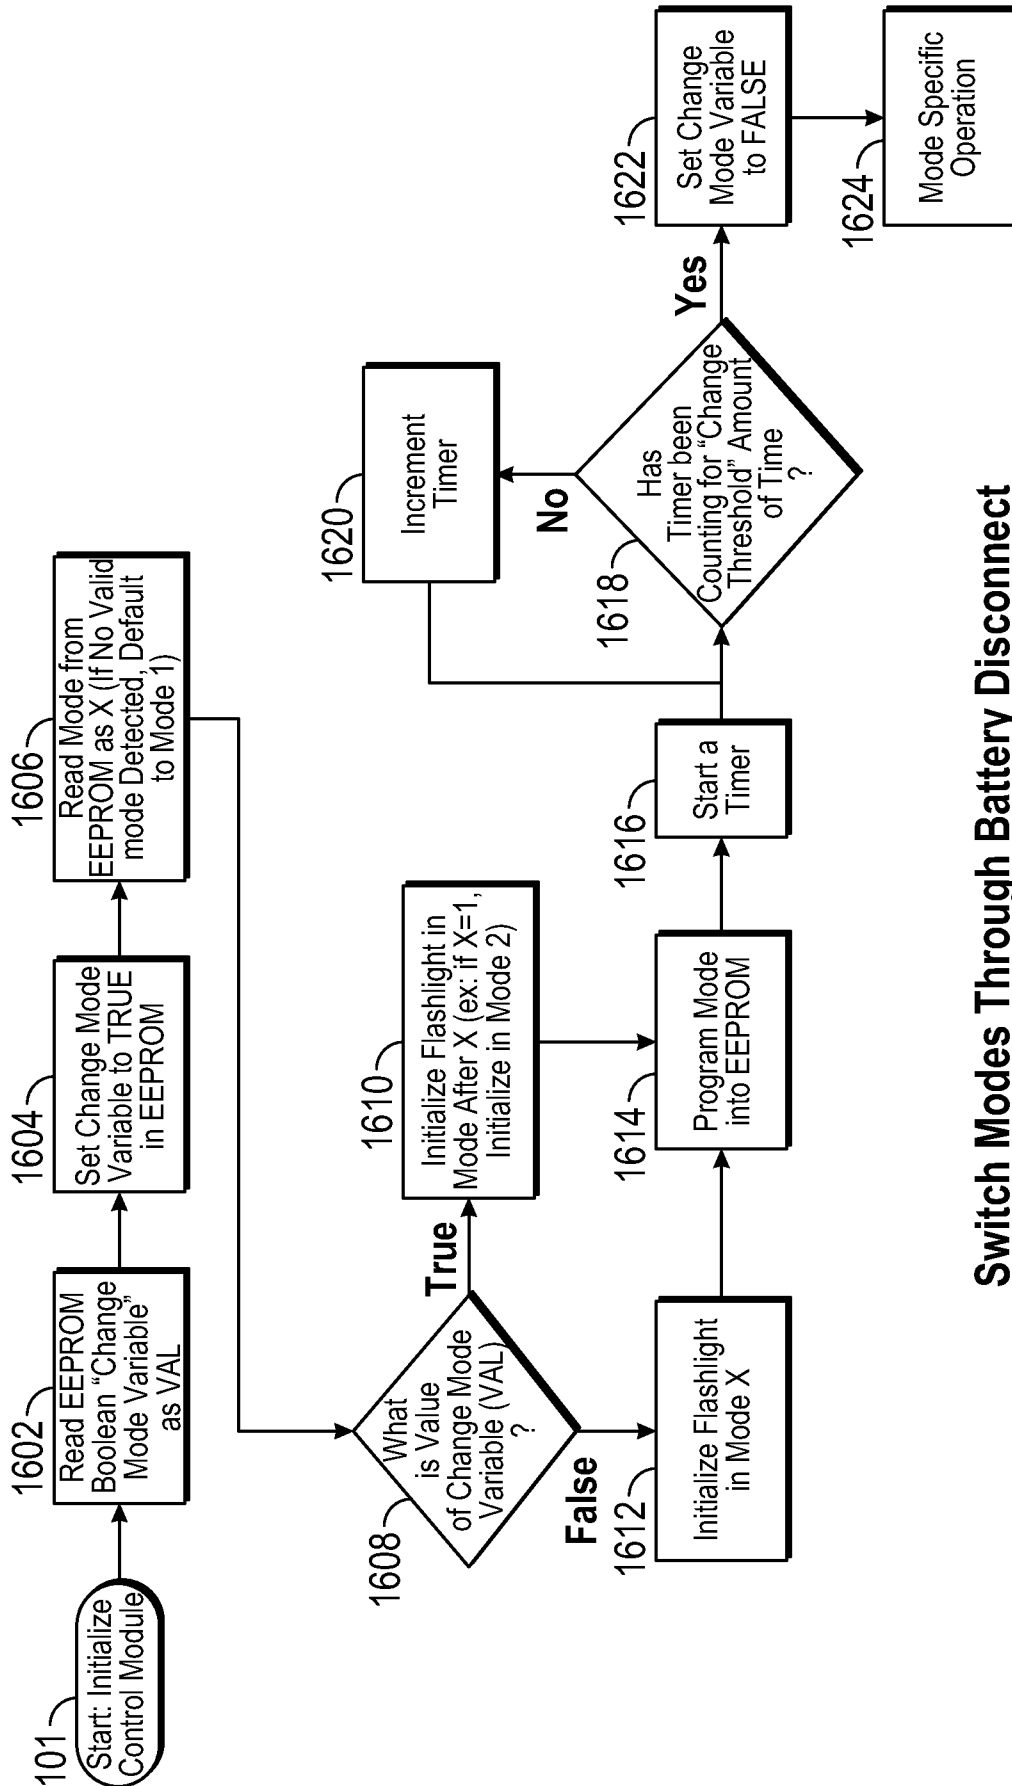 101
Start: Initialize
Control Module
1602
Read EEPROM
Boolean “Change
Mode Variable”
as VAL
1604
Set Change Mode
Variable to TRUE
in EEPROM
1606
Read Mode from
EEPROM as X (If No Valid
mode Detected, Default
to Mode 1)
1608
What
is Value
of Change Mode
Variable (VAL)
?
True
False
1610
Initialize Flashlight in
Mode After X (ex: if X=1,
Initialize in Mode 2)
1612
Initialize Flashlight
in Mode X
1614
Program Mode
into EEPROM
1616
Start a
Timer
1618
Has
Timer been
Counting for “Change
Threshold” Amount
of Time
?
No
Yes
1620
Increment
Timer
1622
Set Change
Mode Variable
to FALSE
1624
Mode Specific
Operation
Switch Modes Through Battery Disconnect